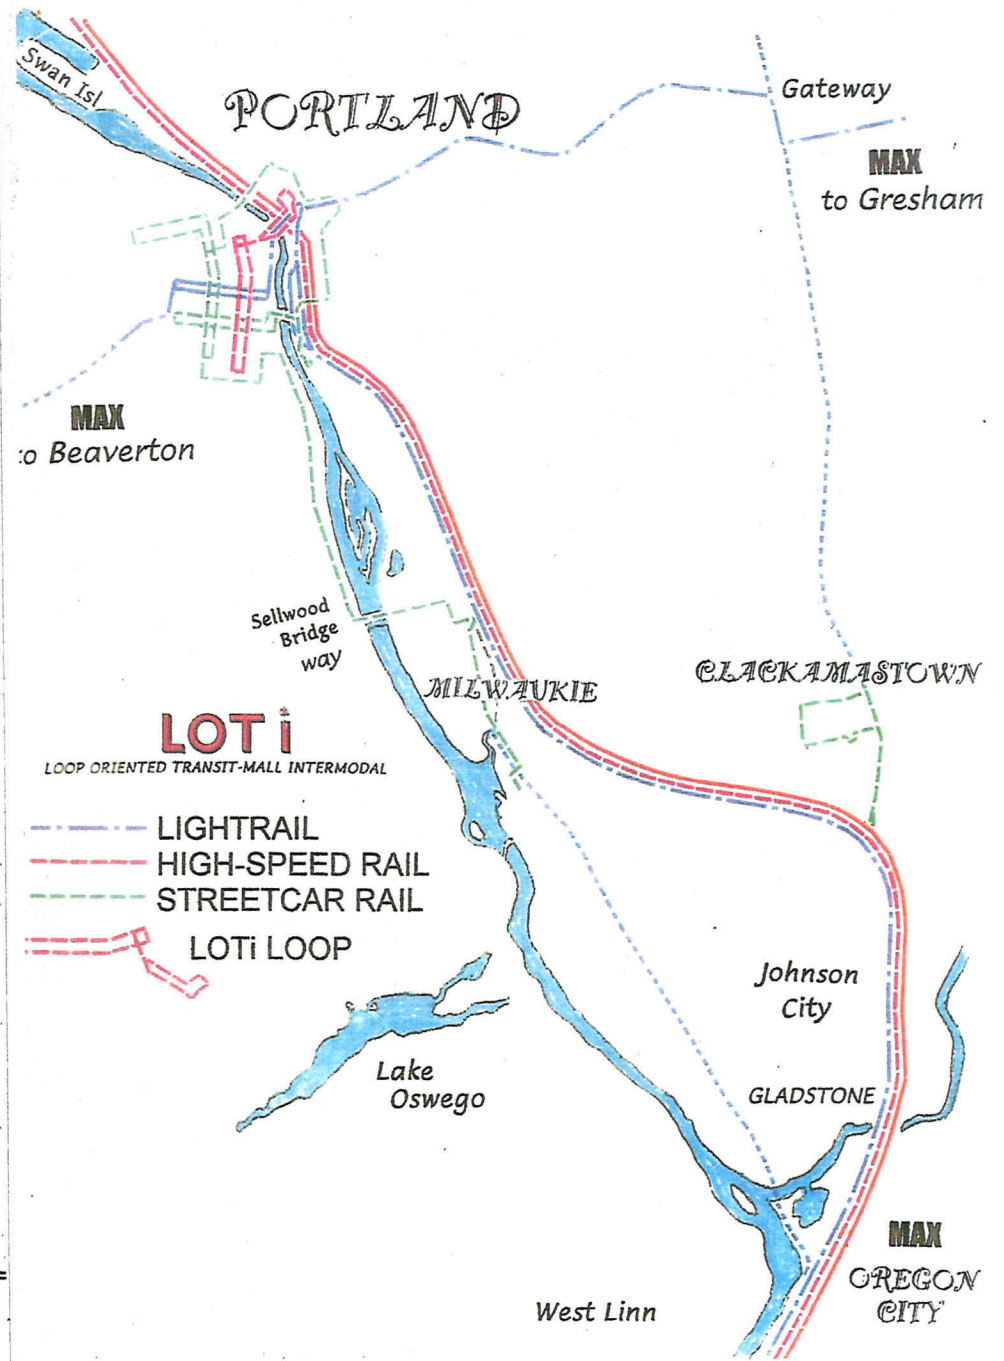 Swan Isl
PORTLAND
Gateway
MAX
to Gresham
MAX
to Beaverton
Sellwood
Bridge
way
MILWAUKIE
CLACKAMASTOWN
LOTi
LOOP ORIENTED TRANSIT-MALL INTERMODAL
LIGHTRAIL
HIGH-SPEED RAIL
STREETCAR RAIL
LOTi LOOP
Johnson
City
Lake
Oswego
GLADSTONE
MAX
OREGON
CITY
West Linn